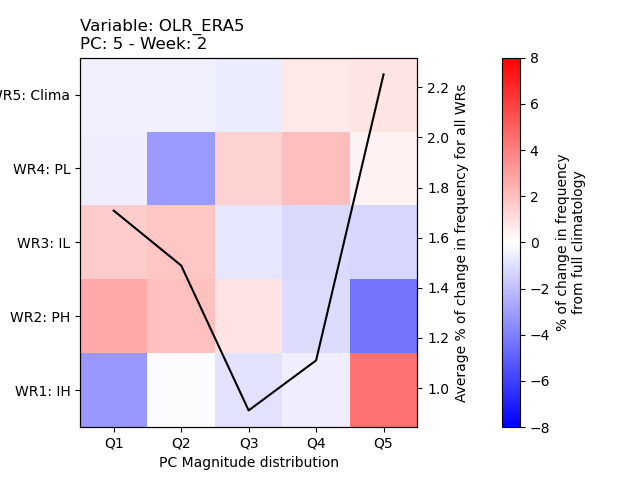 Variable: OLR_ERA5
PC: 5 - Week: 2
WR5: Clima
WR4: PL
WR3: IL
WR2: PH
WR1: IH
Q1 Q2 Q3 Q4 Q5
PC Magnitude distribution
2.2
2.0
1.8
1.6
1.4
1.2
1.0
Average % of change in frequency for all WRs
8
6
4
2
0
−2
−4
−6
−8
% of change in frequency
from full climatology